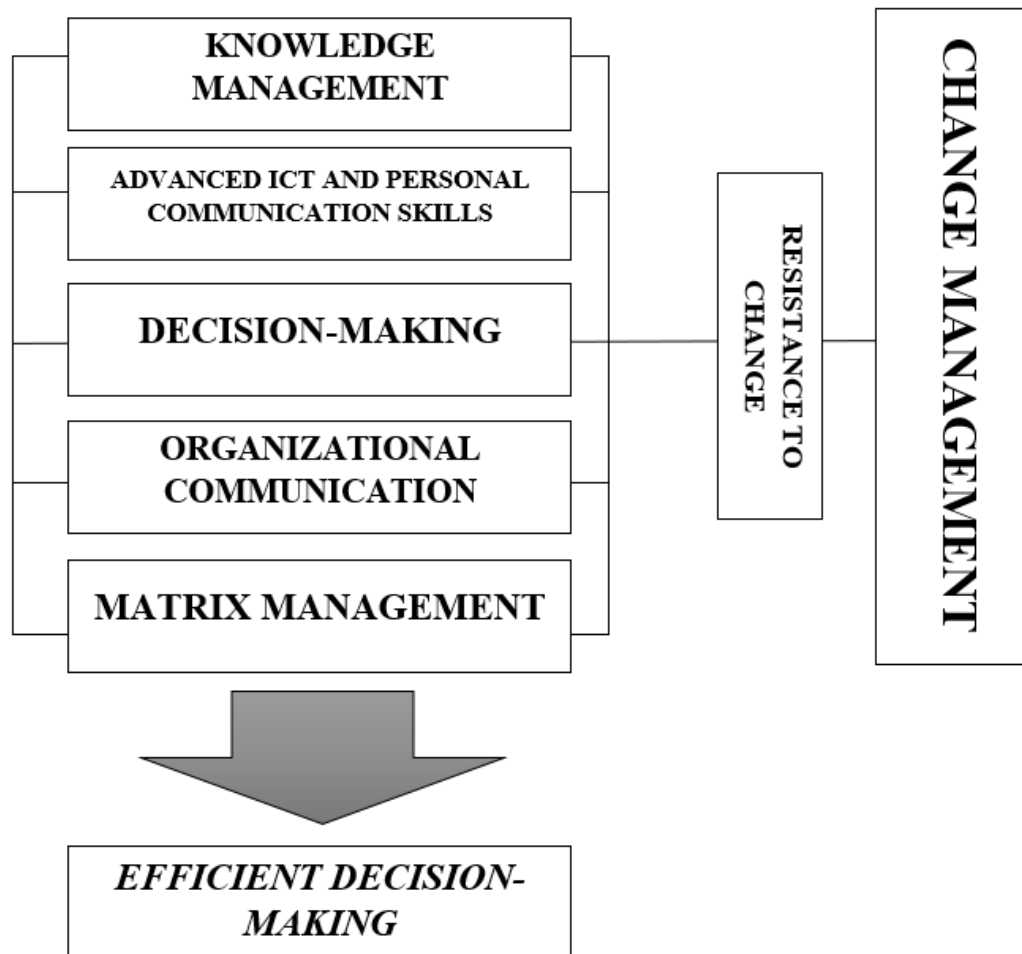 KNOWLEDGE
MANAGEMENT
ADVANCED ICT AND PERSONAL
COMMUNICATION SKILLS
DECISION-MAKING
ORGANIZATIONAL
COMMUNICATION
MATRIX MANAGEMENT
EFFICIENT DECISION-
MAKING
RESISTANCE TO
CHANGE
CHANGE MANAGEMENT